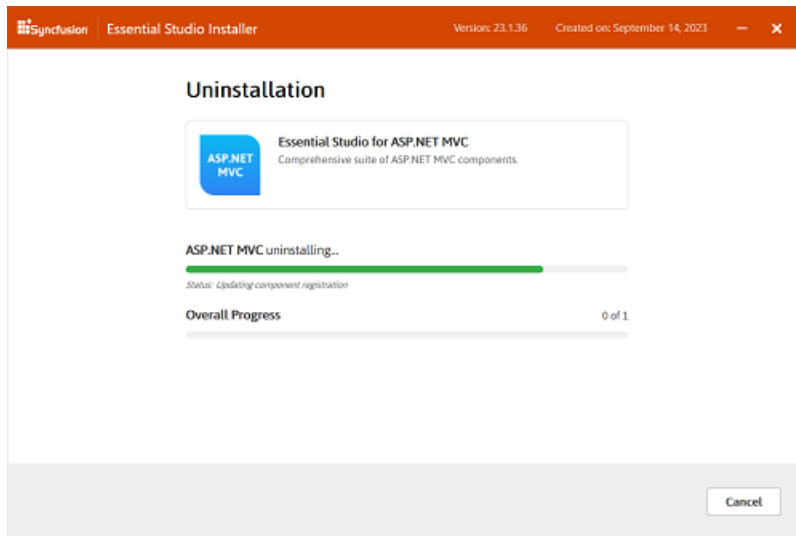 Syncfusion Essential Studio Installer Version: 23.1.36 Created on: September 14, 2023
Uninstallation
ASP.NET
MVC
Essential Studio for ASP.NET MVC
Comprehensive suite of ASP.NET MVC components.
ASP.NET MVC uninstalling...
Status: Updating component registration
Overall Progress 0 of 1
Cancel